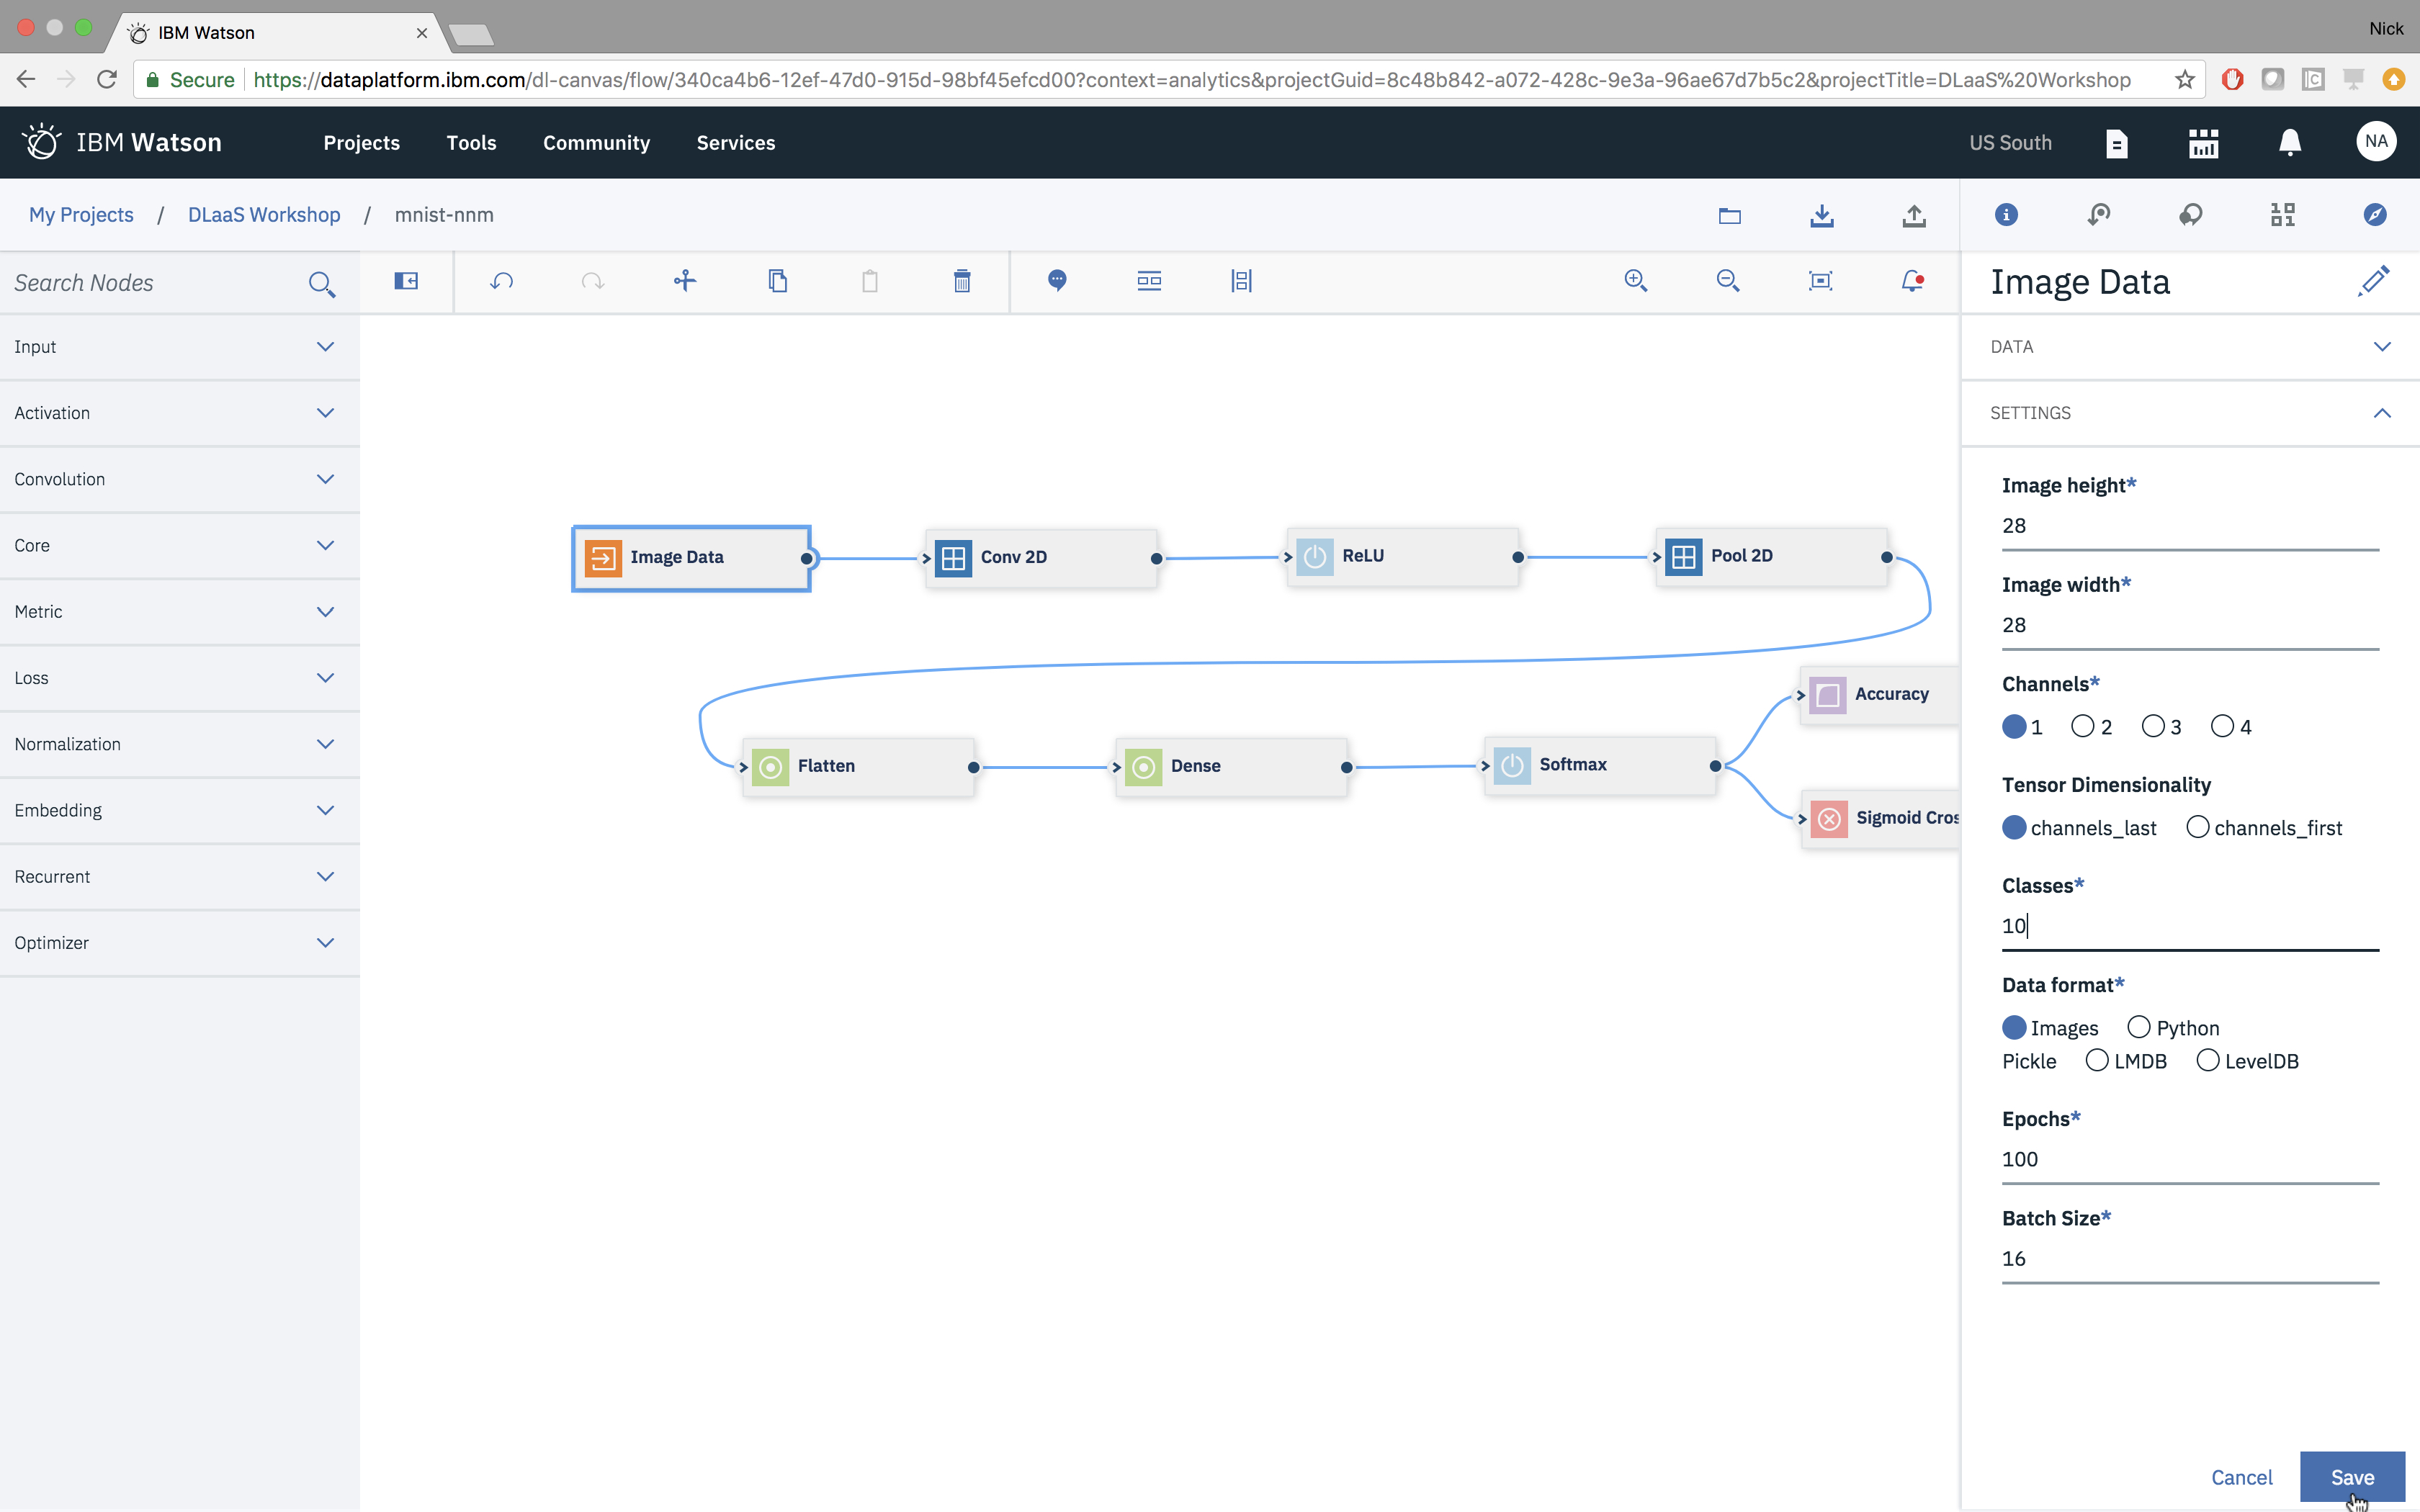 IBM Watson
Nick
Secure https://dataplatform.ibm.com/dl-canvas/flow/340ca4b6-12ef-47d0-915d-98bf45efcd00?context=analytics&projectGuid=8c48b842-a072-428c-9e3a-96ae67d7b5c2&projectTitle=DLaaS%20Workshop
IBM Watson Projects Tools Community Services US South NA
My Projects / DLaaS Workshop / mnist-nnm
Search Nodes
Input
Activation
Convolution
Core
Metric
Loss
Normalization
Embedding
Recurrent
Optimizer
Image Data Conv 2D ReLU Pool 2D
Flatten Dense Softmax
Accuracy
Sigmoid Cros
Image Data
DATA
SETTINGS
Image height*
28
Image width*
28
Channels*
1 2 3 4
Tensor Dimensionality
channels_last channels_first
Classes*
10
Data format*
Images Python
Pickle LMDB LevelDB
Epochs*
100
Batch Size*
16
Cancel Save